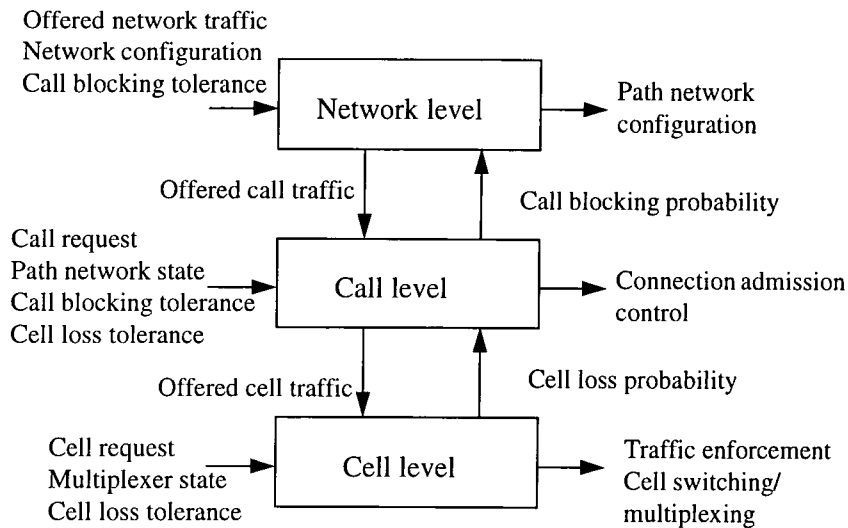 Offered network traffic
Network configuration
Call blocking tolerance
Network level
Path network
configuration
Offered call traffic
Call blocking probability
Call request
Path network state
Call blocking tolerance
Cell loss tolerance
Call level
Connection admission
control
Offered cell traffic
Cell loss probability
Cell request
Multiplexer state
Cell loss tolerance
Cell level
Traffic enforcement
Cell switching/
multiplexing